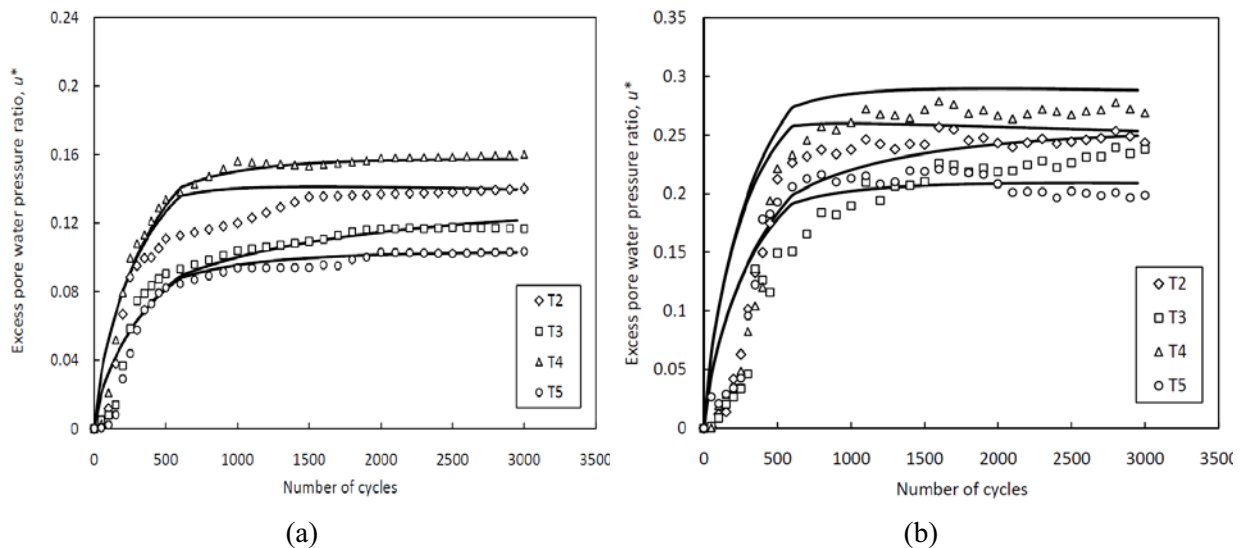 0.24
0.2
0.16
0.12
0.08
0.04
0
Excess pore water pressure ratio, u*
T2
T3
T4
T5
0 500 1000 1500 2000 2500 3000 3500
Number of cycles
(a)
0.35
0.3
0.25
0.2
0.15
0.1
0.05
0
Excess pore water pressure ratio, u*
T2
T3
T4
T5
0 500 1000 1500 2000 2500 3000 3500
Number of cycles
(b)